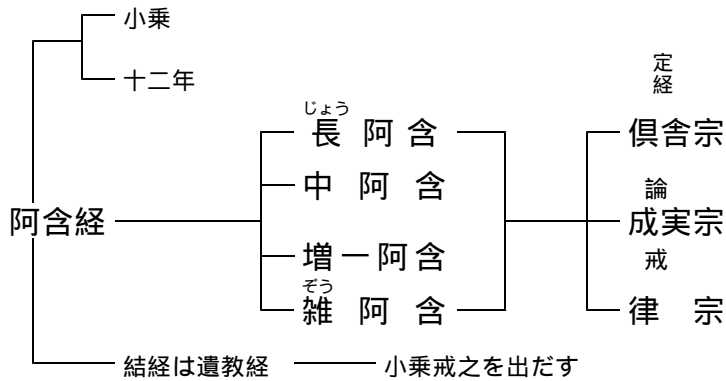 小乗
十二年
阿含経
じょう
長阿含
中阿含
増一阿含
ぞう
雑阿含
定
経
倶舎宗
論
成実宗
戒
律宗
結経は遺教経
小乗戒之を出だす